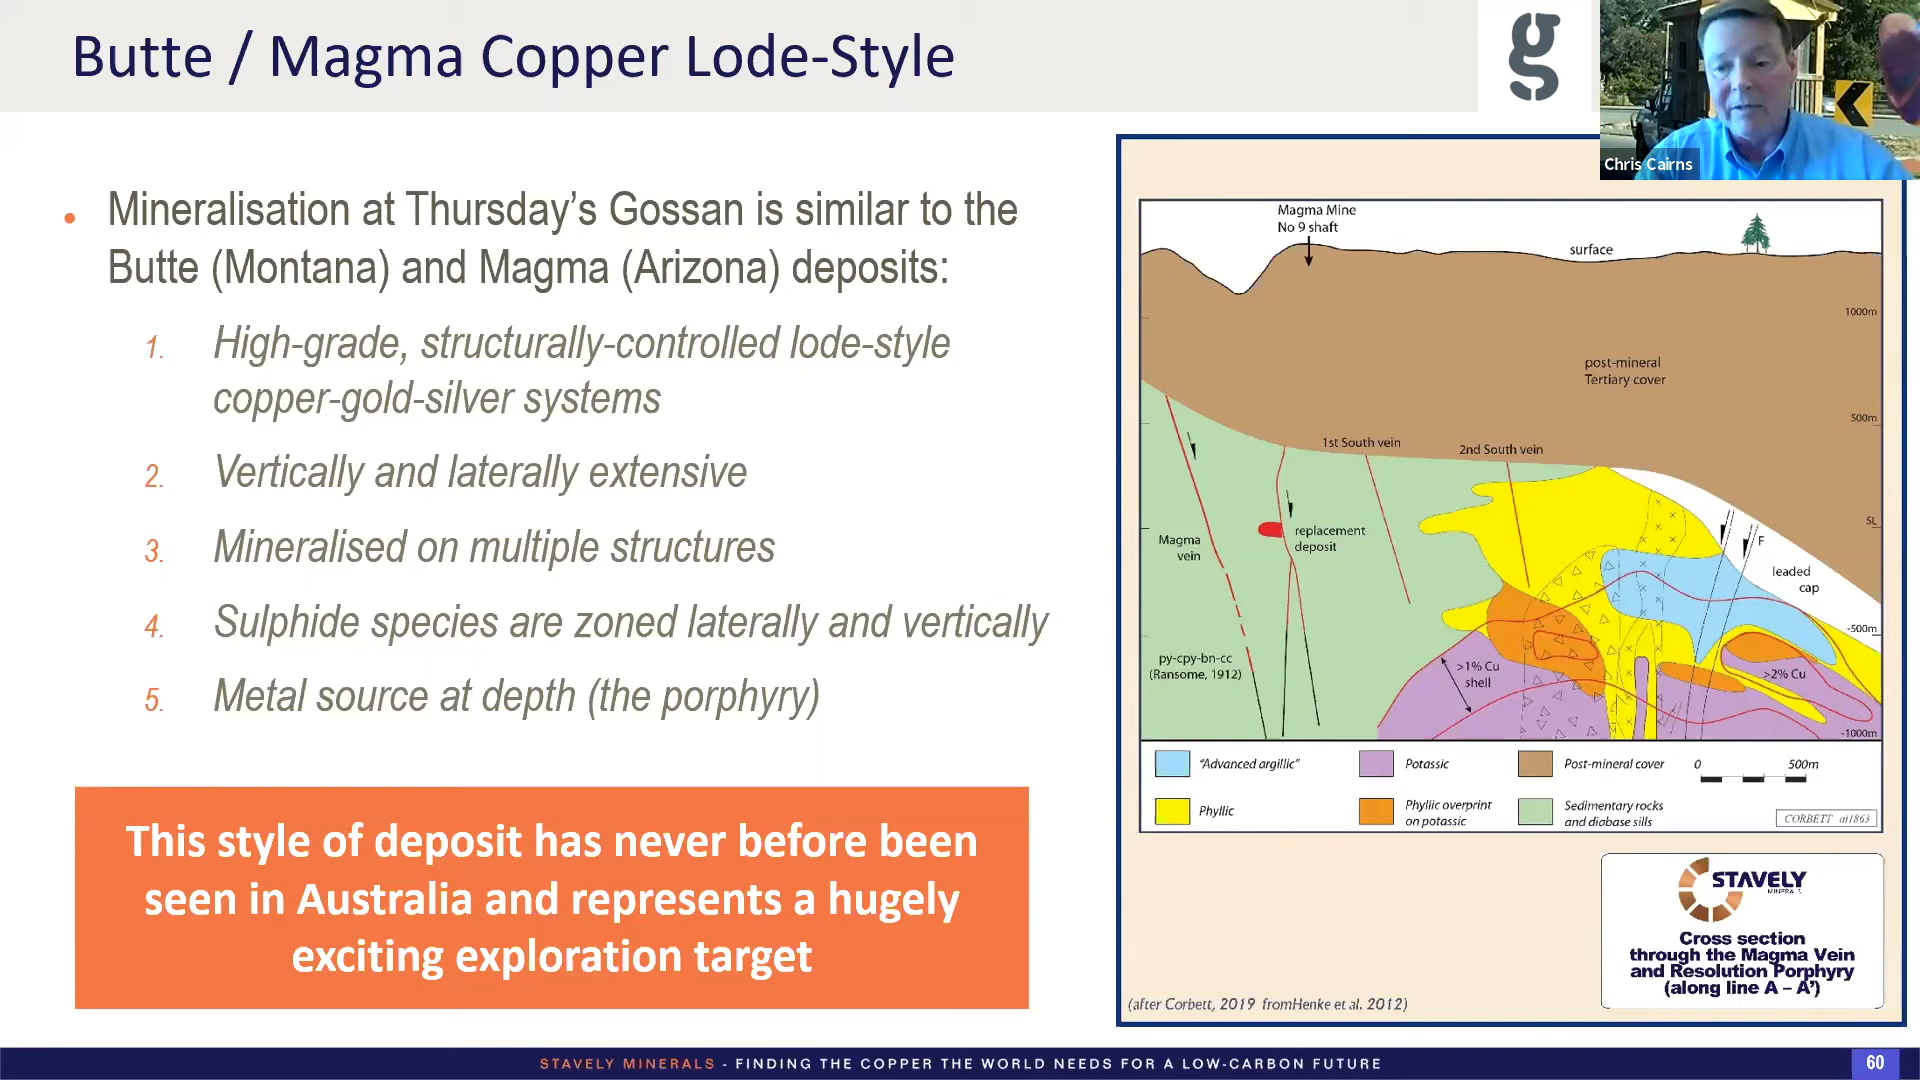 Butte / Magma Copper Lode-Style
g
Chris Cairns
• Mineralisation at Thursday’s Gossan is similar to the
Butte (Montana) and Magma (Arizona) deposits:
1. High-grade, structurally-controlled lode-style
copper-gold-silver systems
2. Vertically and laterally extensive
3. Mineralised on multiple structures
4. Sulphide species are zoned laterally and vertically
5. Metal source at depth (the porphyry)
This style of deposit has never before been
seen in Australia and represents a hugely
exciting exploration target
Magma Mine
No 9 shaft
surface
1000m
post-mineral
Tertiary cover
500m
1st South vein
2nd South vein
SL
replacement
deposit
Magma
vein
F
leaded
cap
-500m
py-cpy-bn-cc
(Ransome, 1912)
>1% Cu
shell
>2% Cu
-1000m
"Advanced argillic"
Potassic
Post-mineral cover
0 500m
Phyllic
Phyllic overprint
on potassic
Sedimentary rocks
and diabase sills
CORBETT at1863
STAVELY
MINERALS
Cross section
through the Magma Vein
and Resolution Porphyry
(along line A – A’)
(after Corbett, 2019 fromHenke et al. 2012)
STAVELY MINERALS - FINDING THE COPPER THE WORLD NEEDS FOR A LOW-CARBON FUTURE
60